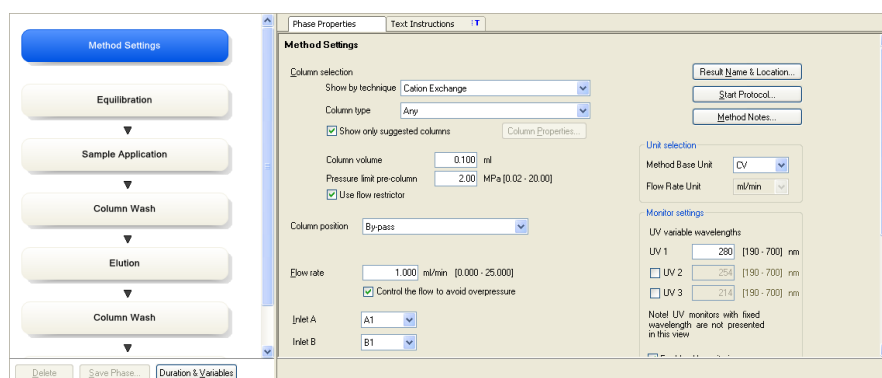 Method Settings
Equilibration
Sample Application
Column Wash
Elution
Column Wash
Delete Save Phase... Duration & Variables
Phase Properties Text Instructions T
Method Settings
Column selection
Show by technique Cation Exchange
Column type Any
Show only suggested columns Column Properties...
Column volume 0.100 ml
Pressure limit pre-column 2.00 MPa [0.02 - 20.00]
Use flow restrictor
Column position By-pass
Flow rate 1.000 ml/min [0.000 - 25.000]
Control the flow to avoid overpressure
Inlet A A1
Inlet B B1
Result Name & Location...
Start Protocol...
Method Notes...
Unit selection
Method Base Unit CV
Flow Rate Unit ml/min
Monitor settings
UV variable wavelengths
UV 1 280 [190 - 700] nm
UV 2 254 [190 - 700] nm
UV 3 214 [190 - 700] nm
Note! UV monitors with fixed
wavelength are not presented
in this view